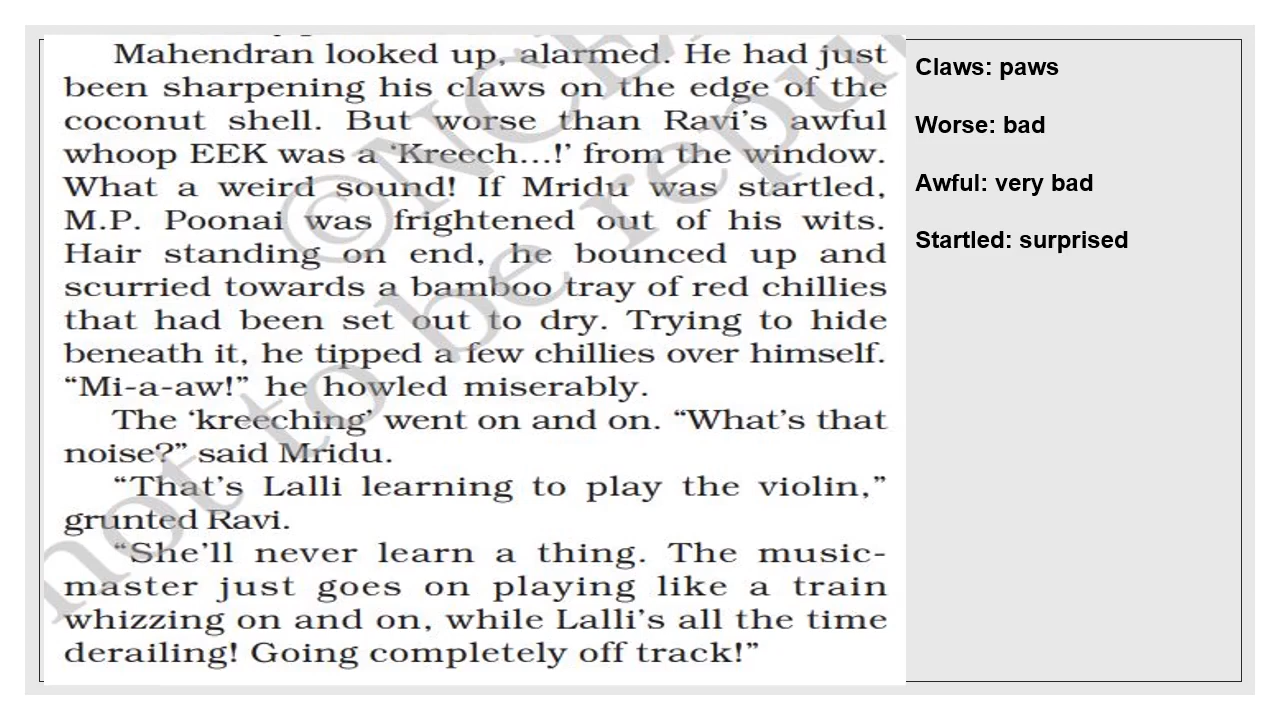 Mahendran looked up, alarmed. He had just
been sharpening his claws on the edge of the
coconut shell. But worse than Ravi's awful
whoop EEK was a ‘Kreech...!’ from the window.
What a weird sound! If Mridu was startled,
M.P. Poonai was frightened out of his wits.
Hair standing on end, he bounced up and
scurried towards a bamboo tray of red chillies
that had been set out to dry. Trying to hide
beneath it, he tipped a few chillies over himself.
“Mi-a-aw!” he howled miserably.
The ‘kreeching’ went on and on. “What's that
noise?” said Mridu.
“That's Lalli learning to play the violin,”
grunted Ravi.
“She'll never learn a thing. The music-
master just goes on playing like a train
whizzing on and on, while Lalli's all the time
derailing! Going completely off track!”
Claws: paws
Worse: bad
Awful: very bad
Startled: surprised
not to be repu
©NCE